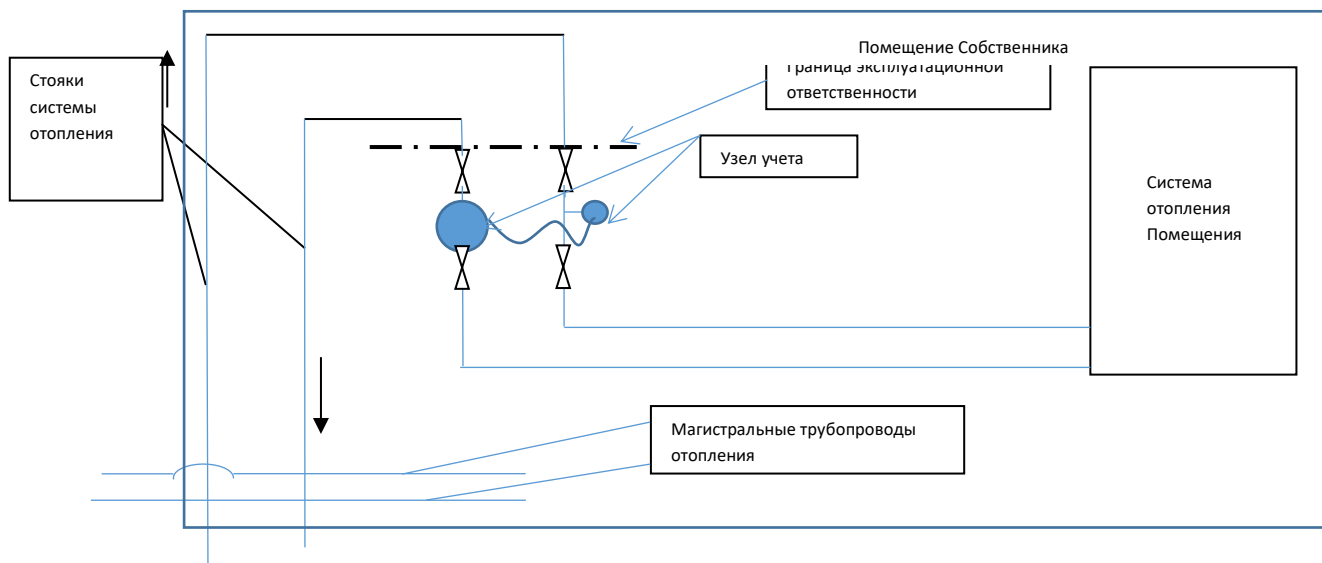 Помещение Собственника
Стояки
системы
отопления
Граница эксплуатационной
ответственности
Узел учета
Система
отопления
Помещения
Магистральные трубопроводы
отопления